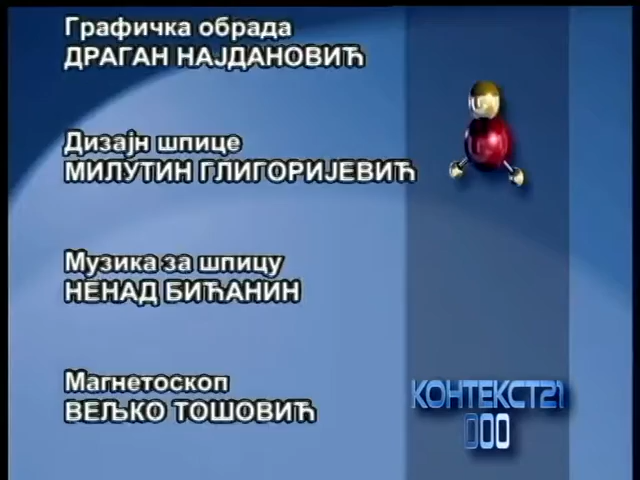 Графичка обрада
ДРАГАН НАЈДАНОВИЋ
Дизајн шпице
МИЛУТИН ГЛИГОРИЈЕВИЋ
Музика за шпицу
НЕНАД БИЋАНИН
Магнетоскоп
ВЕЉКО ТОШОВИЋ
КОНТЕКСТ21
000